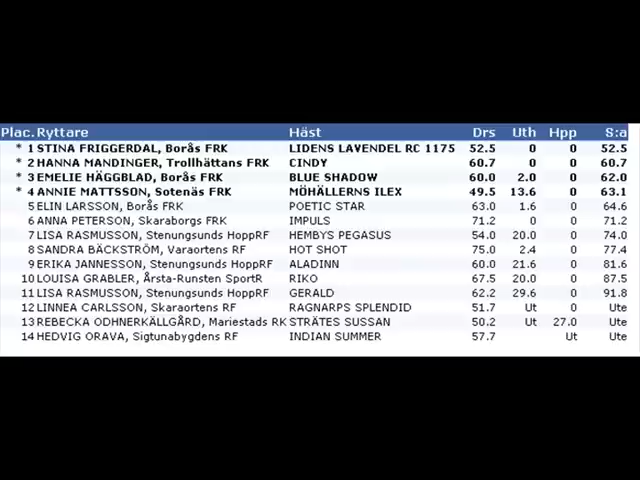 Plac. Ryttare Häst Drs Uth Hpp S:a
* 1 STINA FRIGGERDAL, Borås FRK LIDENS LAVENDEL RC 1175 52.5 0 0 52.5
* 2 HANNA MANDINGER, Trollhättans FRK CINDY 60.7 0 0 60.7
* 3 EMELIE HÄGGBLAD, Borås FRK BLUE SHADOW 60.0 2.0 0 62.0
* 4 ANNIE MATTSSON, Sotenäs FRK MÖHÄLLERNS ILEX 49.5 13.6 0 63.1
5 ELIN LARSSON, Borås FRK POETIC STAR 63.0 1.6 0 64.6
6 ANNA PETERSON, Skaraborgs FRK IMPULS 71.2 0 0 71.2
7 LISA RASMUSSON, Stenungsunds HoppRF HEMBYS PEGASUS 54.0 20.0 0 74.0
8 SANDRA BÄCKSTRÖM, Varaortens RF HOT SHOT 75.0 2.4 0 77.4
9 ERIKA JANNESSON, Stenungsunds HoppRF ALADINN 60.0 21.6 0 81.6
10 LOUISA GRABLER, Årsta-Runsten SportR RIKO 67.5 20.0 0 87.5
11 LISA RASMUSSON, Stenungsunds HoppRF GERALD 62.2 29.6 0 91.8
12 LINNEA CARLSSON, Skaraortens RF RAGNARPS SPLENDID 51.7 Ut 0 Ute
13 REBECKA ODHNERKÄLLGÅRD, Mariestads RK STRÄTES SUSSAN 50.2 Ut 27.0 Ute
14 HEDVIG ORAVA, Sigtunabygdens RF INDIAN SUMMER 57.7 Ut Ute